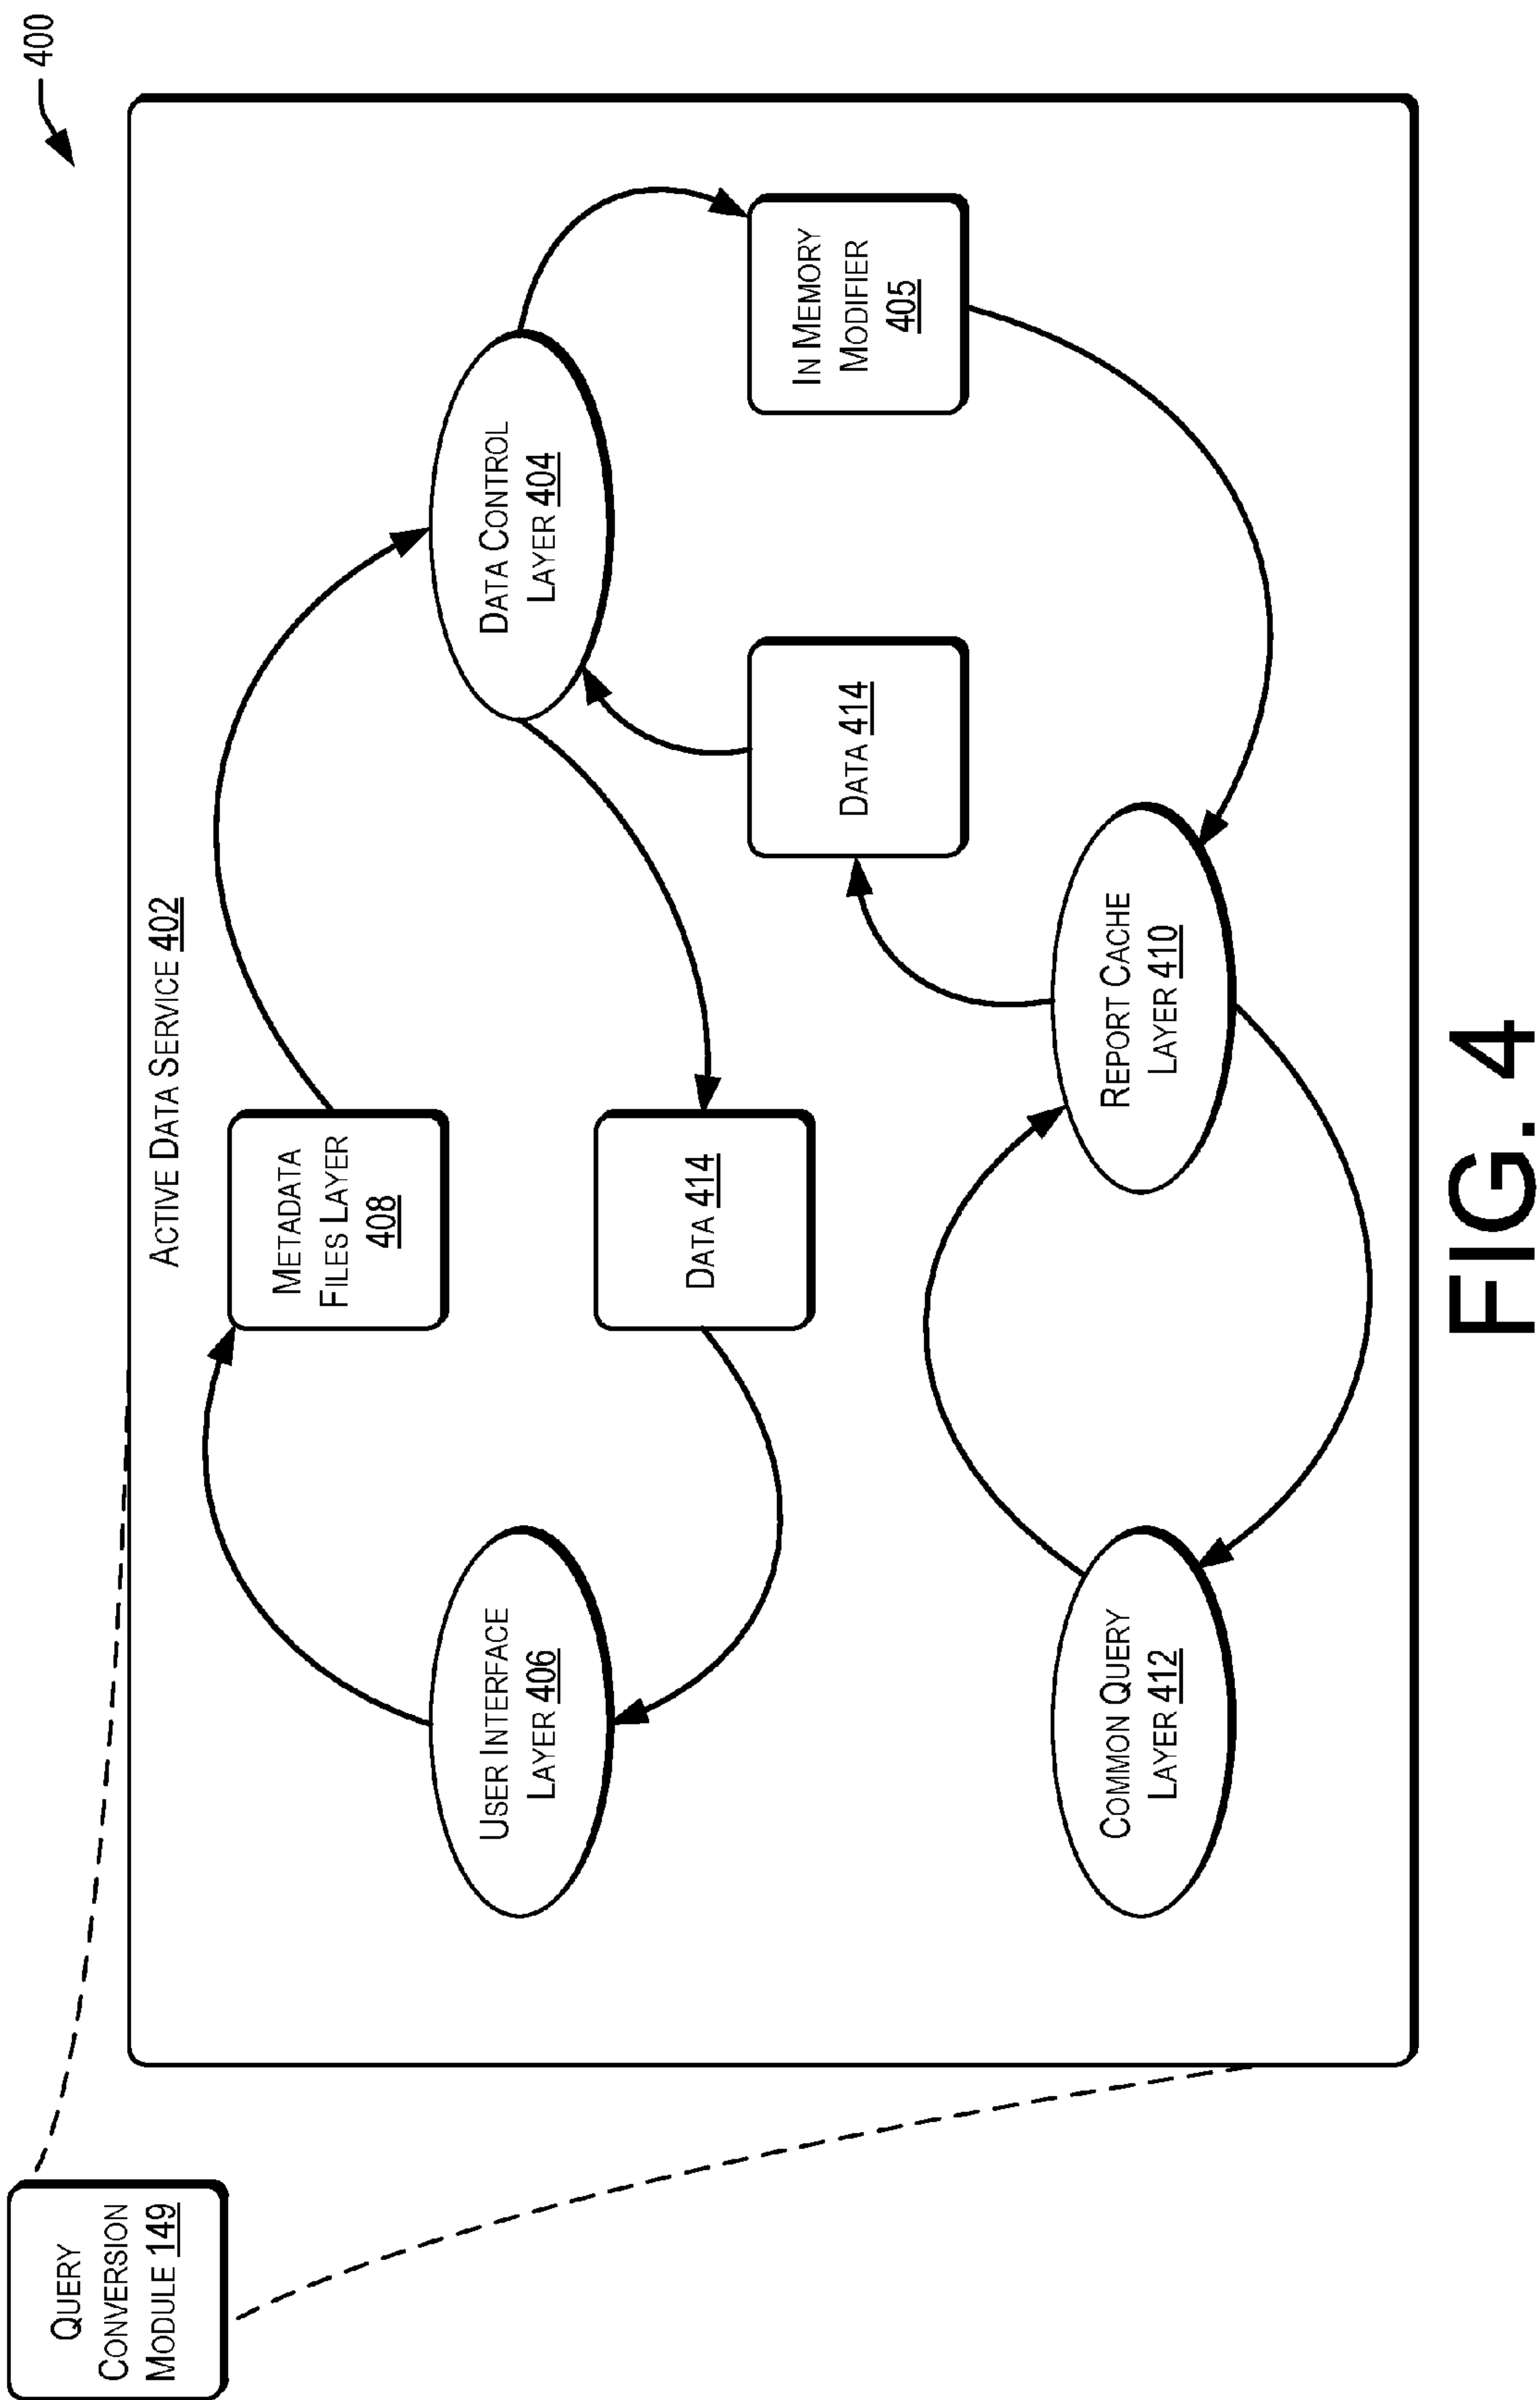 400
QUERY
CONVERSION
MODULE 149
ACTIVE DATA SERVICE 402
METADATA
FILES LAYER
408
USER INTERFACE
LAYER 406
DATA CONTROL
LAYER 404
DATA 414
DATA 414
IN MEMORY
MODIFIER
405
COMMON QUERY
LAYER 412
REPORT CACHE
LAYER 410
FIG. 4